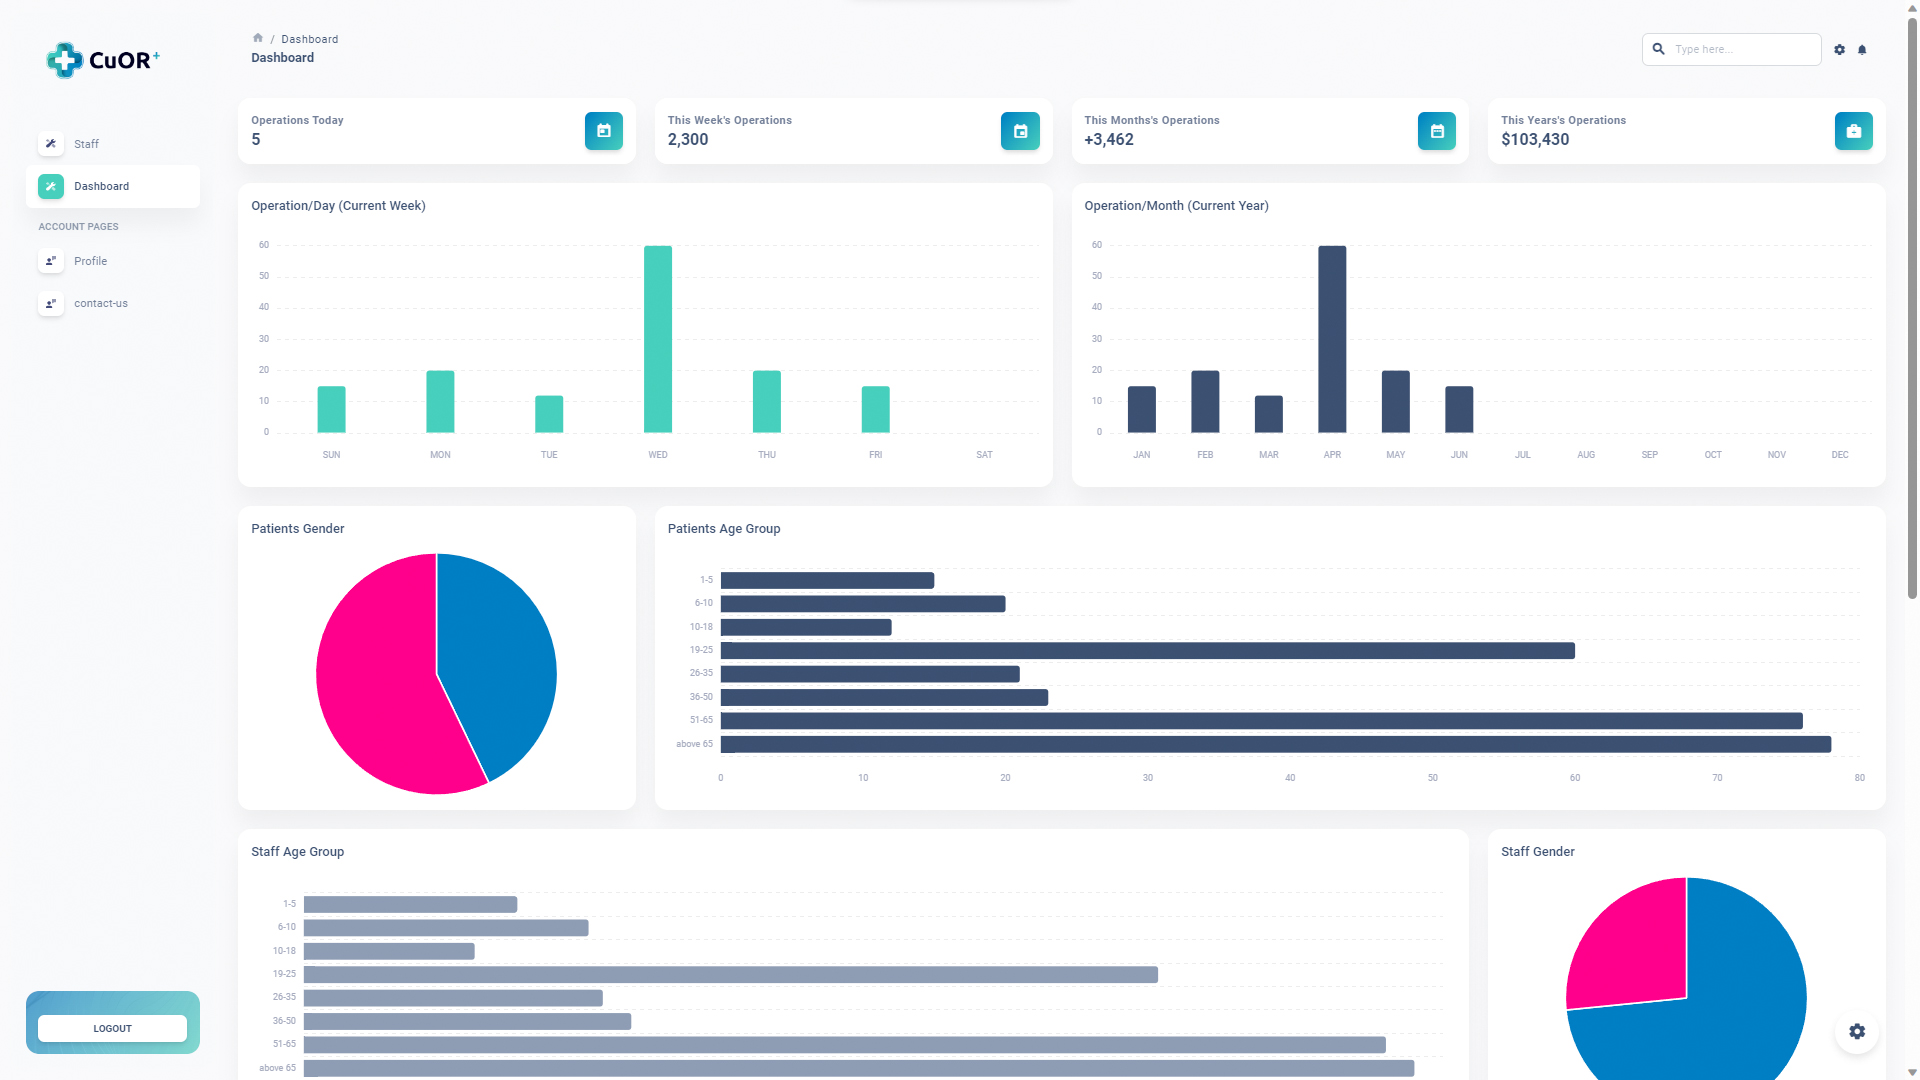 CuOR+
Staff
Dashboard
ACCOUNT PAGES
Profile
contact-us
LOGOUT
/ Dashboard
Dashboard
Type here...
Operations Today
5
This Week's Operations
2,300
This Months's Operations
+3,462
This Years's Operations
$103,430
Operation/Day (Current Week)
60
50
40
30
20
10
0
SUN MON TUE WED THU FRI SAT
Operation/Month (Current Year)
60
50
40
30
20
10
0
JAN FEB MAR APR MAY JUN JUL AUG SEP OCT NOV DEC
Patients Gender
Patients Age Group
1-5
6-10
10-18
19-25
26-35
36-50
51-65
above 65
0 10 20 30 40 50 60 70 80
Staff Age Group
1-5
6-10
10-18
19-25
26-35
36-50
51-65
above 65
Staff Gender